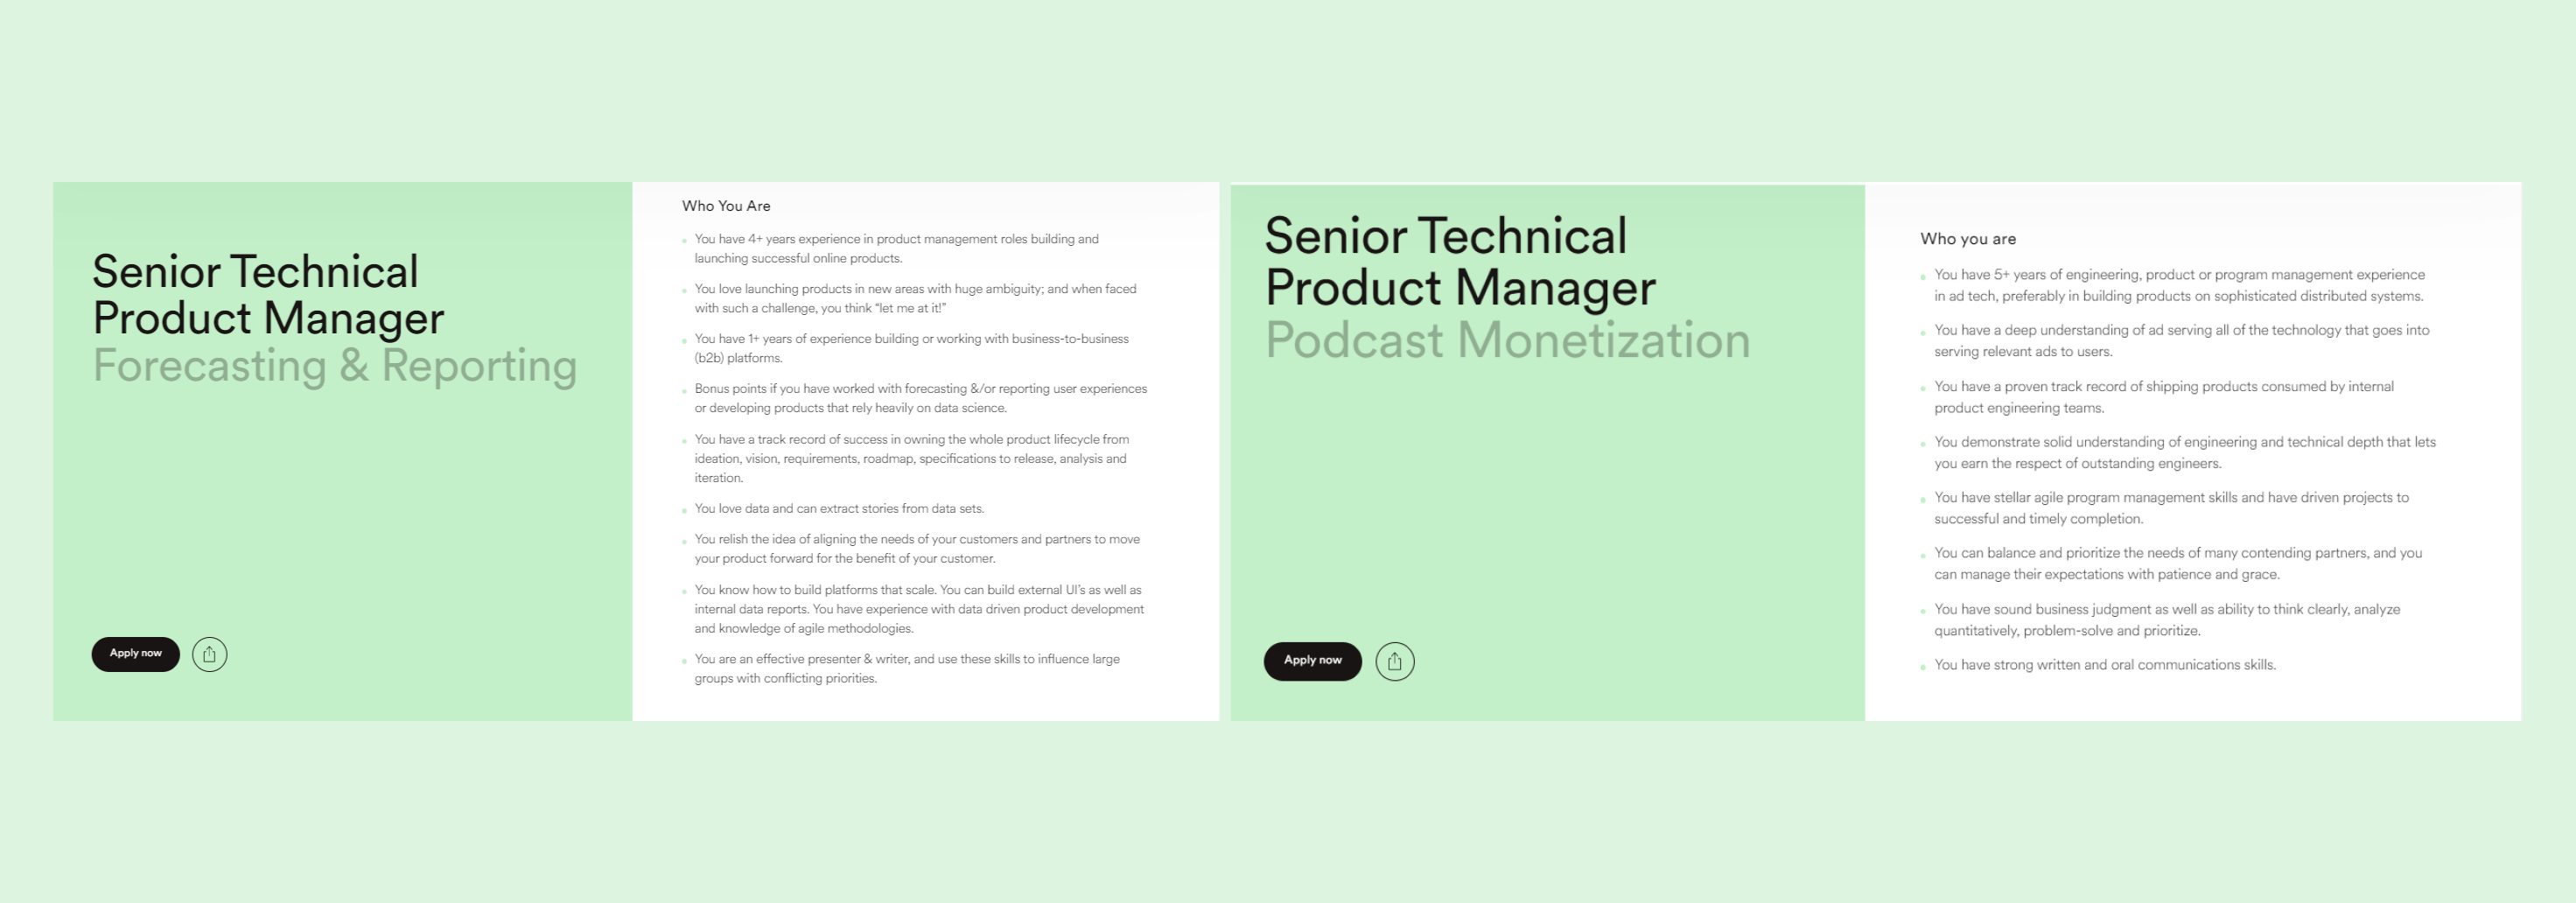 Senior Technical
Product Manager
Forecasting & Reporting
Apply now
Who You Are
You have 4+ years experience in product management roles building and
launching successful online products.
You love launching products in new areas with huge ambiguity; and when faced
with such a challenge, you think “let me at it!”
You have 1+ years of experience building or working with business-to-business
(b2b) platforms.
Bonus points if you have worked with forecasting &/or reporting user experiences
or developing products that rely heavily on data science.
You have a track record of success in owning the whole product lifecycle from
ideation, vision, requirements, roadmap, specifications to release, analysis and
iteration.
You love data and can extract stories from data sets.
You relish the idea of aligning the needs of your customers and partners to move
your product forward for the benefit of your customer.
You know how to build platforms that scale. You can build external UI’s as well as
internal data reports. You have experience with data driven product development
and knowledge of agile methodologies.
You are an effective presenter & writer, and use these skills to influence large
groups with conflicting priorities.
Senior Technical
Product Manager
Podcast Monetization
Apply now
Who you are
You have 5+ years of engineering, product or program management experience
in ad tech, preferably in building products on sophisticated distributed systems.
You have a deep understanding of ad serving all of the technology that goes into
serving relevant ads to users.
You have a proven track record of shipping products consumed by internal
product engineering teams.
You demonstrate solid understanding of engineering and technical depth that lets
you earn the respect of outstanding engineers.
You have stellar agile program management skills and have driven projects to
successful and timely completion.
You can balance and prioritize the needs of many contending partners, and you
can manage their expectations with patience and grace.
You have sound business judgment as well as ability to think clearly, analyze
quantitatively, problem-solve and prioritize.
You have strong written and oral communications skills.